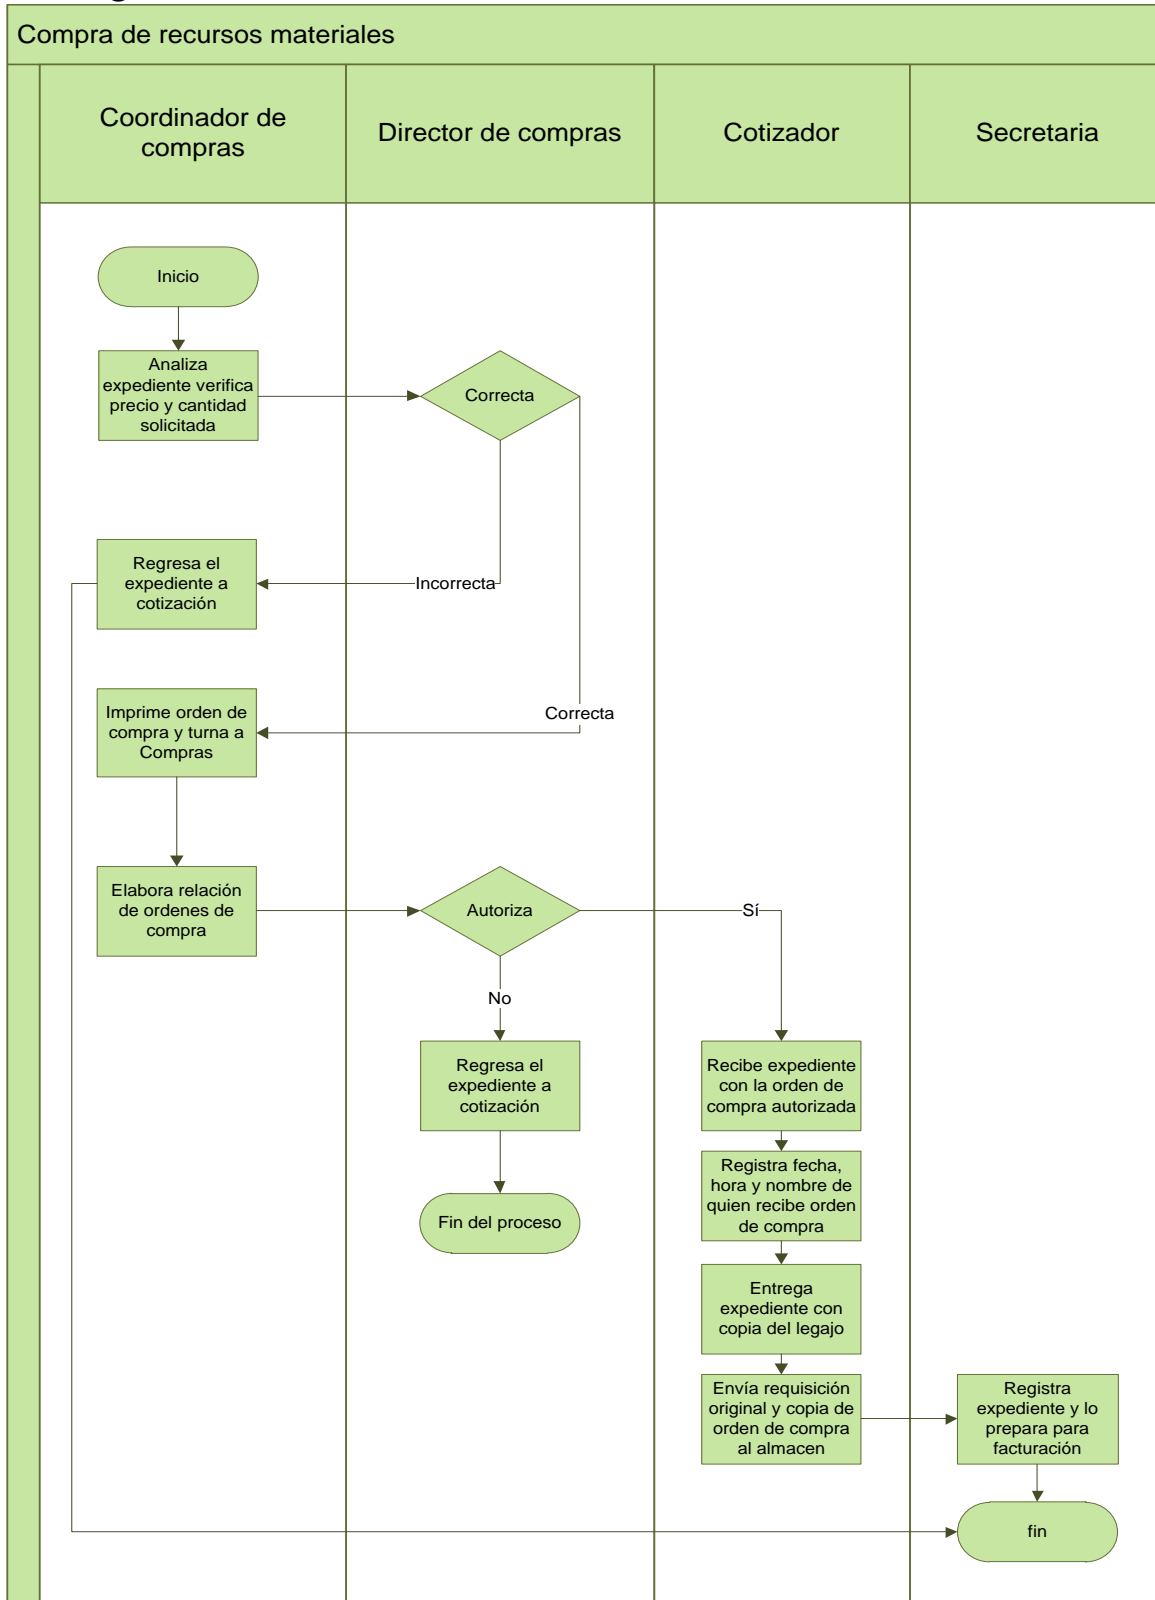 Compra de recursos materiales
Coordinador de
compras
Director de compras
Cotizador
Secretaria
Inicio
Analiza
expediente verifica
precio y cantidad
solicitada
Correcta
Regresa el
expediente a
cotización
Incorrecta
Imprime orden de
compra y turna a
Compras
Correcta
Elabora relación
de ordenes de
compra
Autoriza
Sí
No
Regresa el
expediente a
cotización
Recibe expediente
con la orden de
compra autorizada
Registra fecha,
hora y nombre de
quien recibe orden
de compra
Fin del proceso
Entrega
expediente con
copia del legajo
Envía requisición
original y copia de
orden de compra
al almacen
Registra
expediente y lo
prepara para
facturación
fin